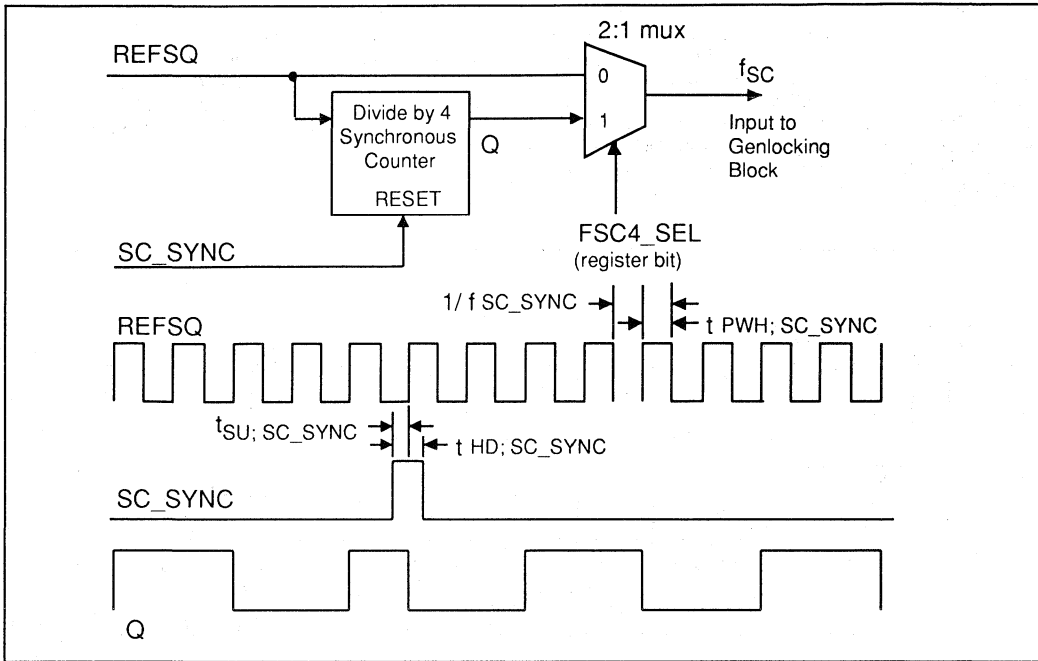 2:1 mux
REFSQ
0
fSC
Divide by 4
Synchronous
Counter
RESET
Q
1
Input to
Genlocking
Block
SC_SYNC
FSC4_SEL
(register bit)
1/ f SC_SYNC
t PWH; SC_SYNC
REFSQ
tSU; SC_SYNC
t HD; SC_SYNC
SC_SYNC
Q